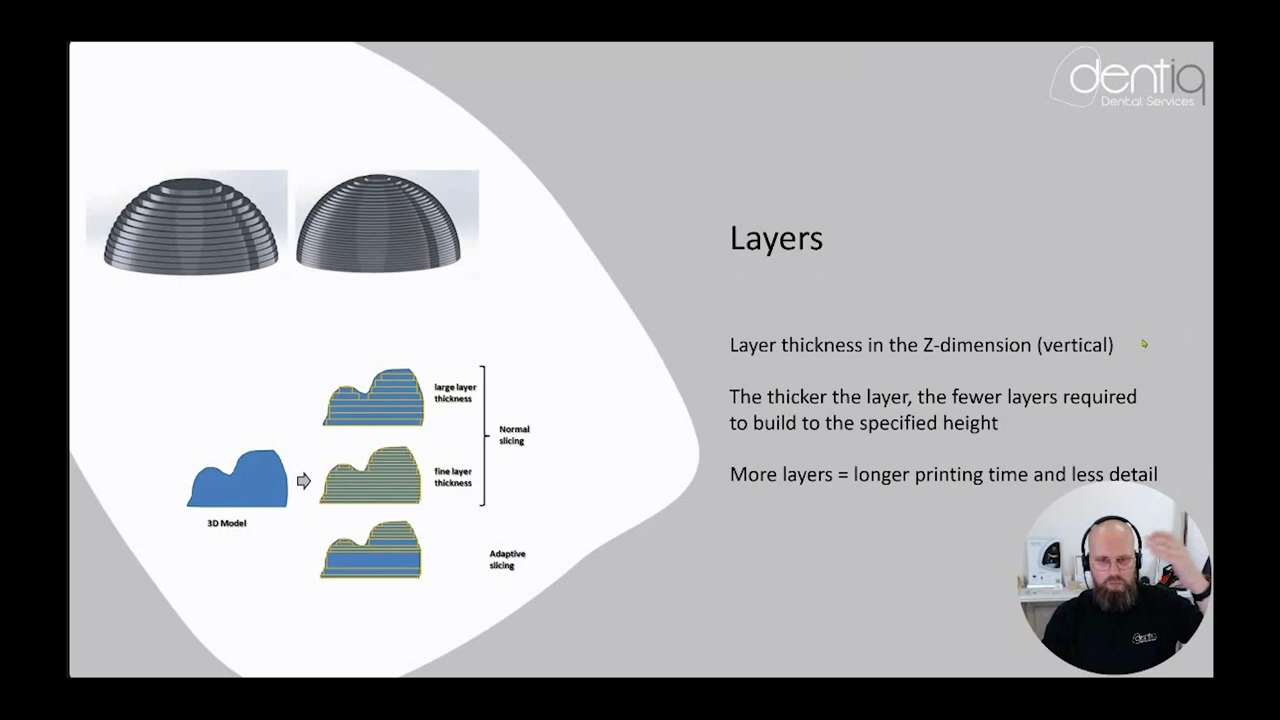 dentiq
Dental Services
Layers
Layer thickness in the Z-dimension (vertical)
The thicker the layer, the fewer layers required
to build to the specified height
More layers = longer printing time and less detail
large layer
thickness
Normal
slicing
fine layer
thickness
3D Model
Adaptive
slicing
dentiq